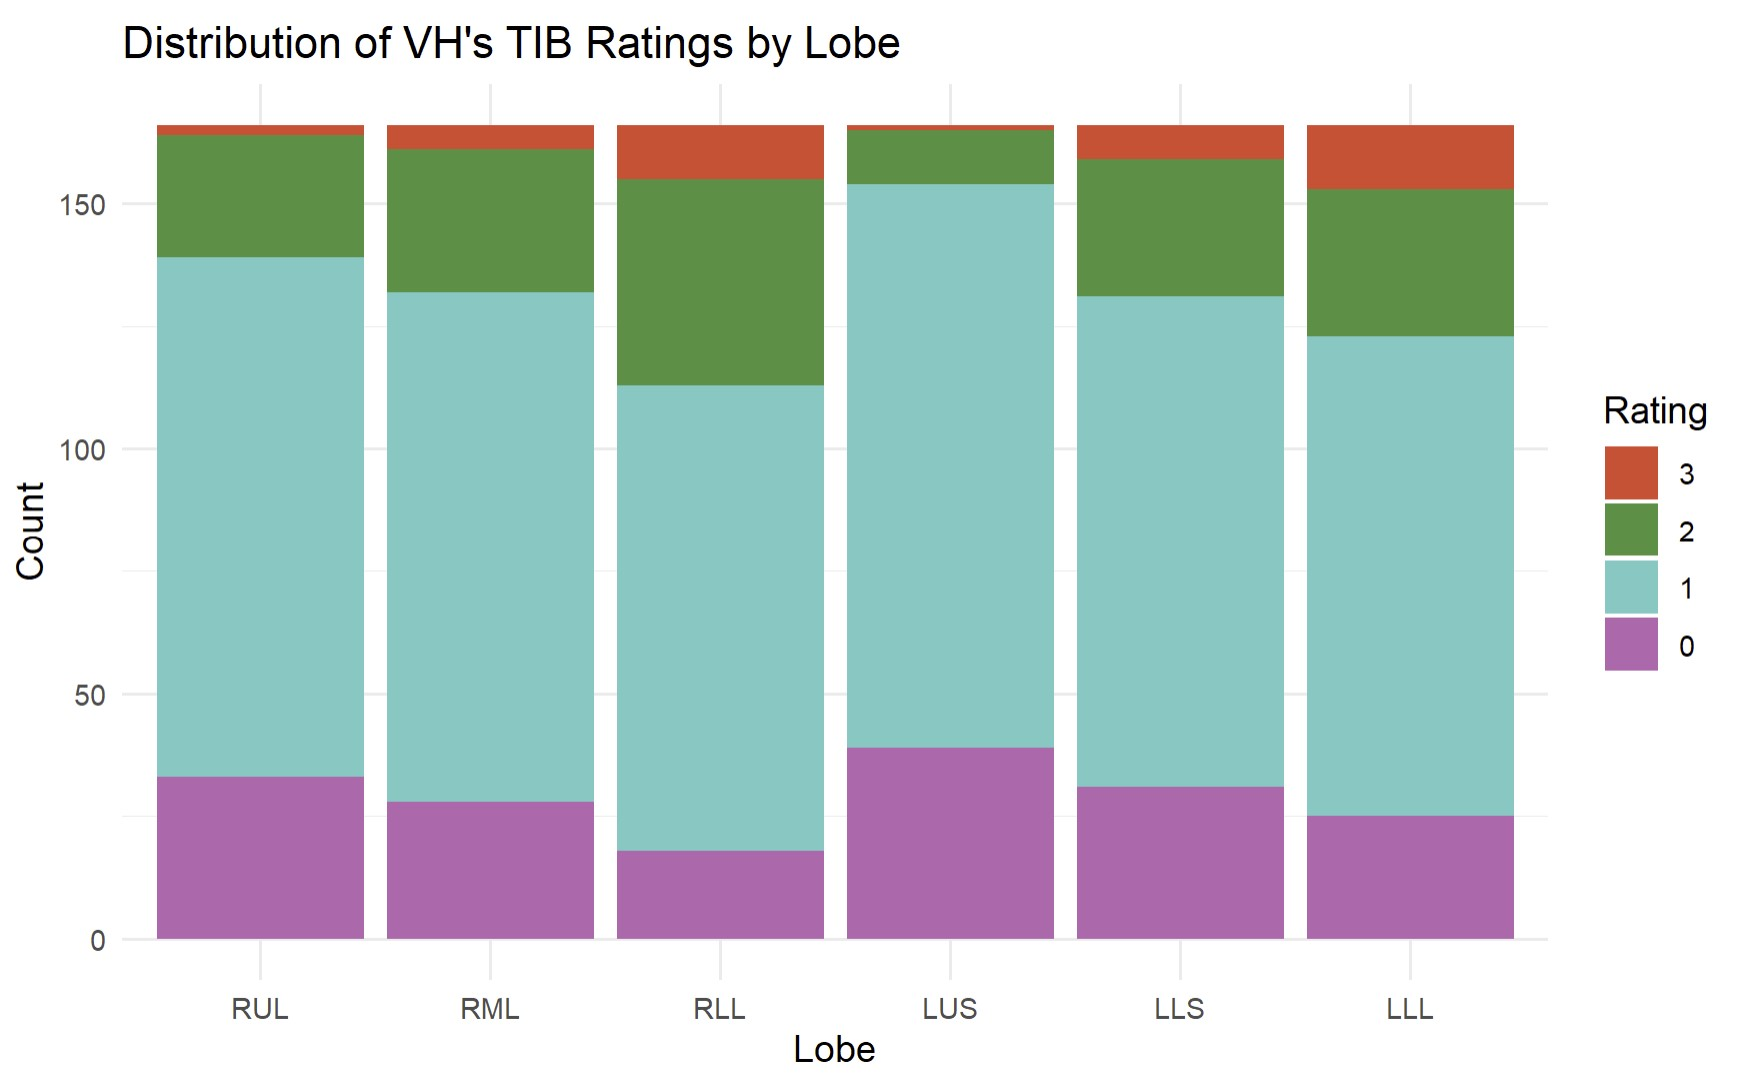 Distribution of VH's TIB Ratings by Lobe
150
100
50
0
Count
RUL RML RLL LUS LLS LLL
Lobe
Rating
3
2
1
0